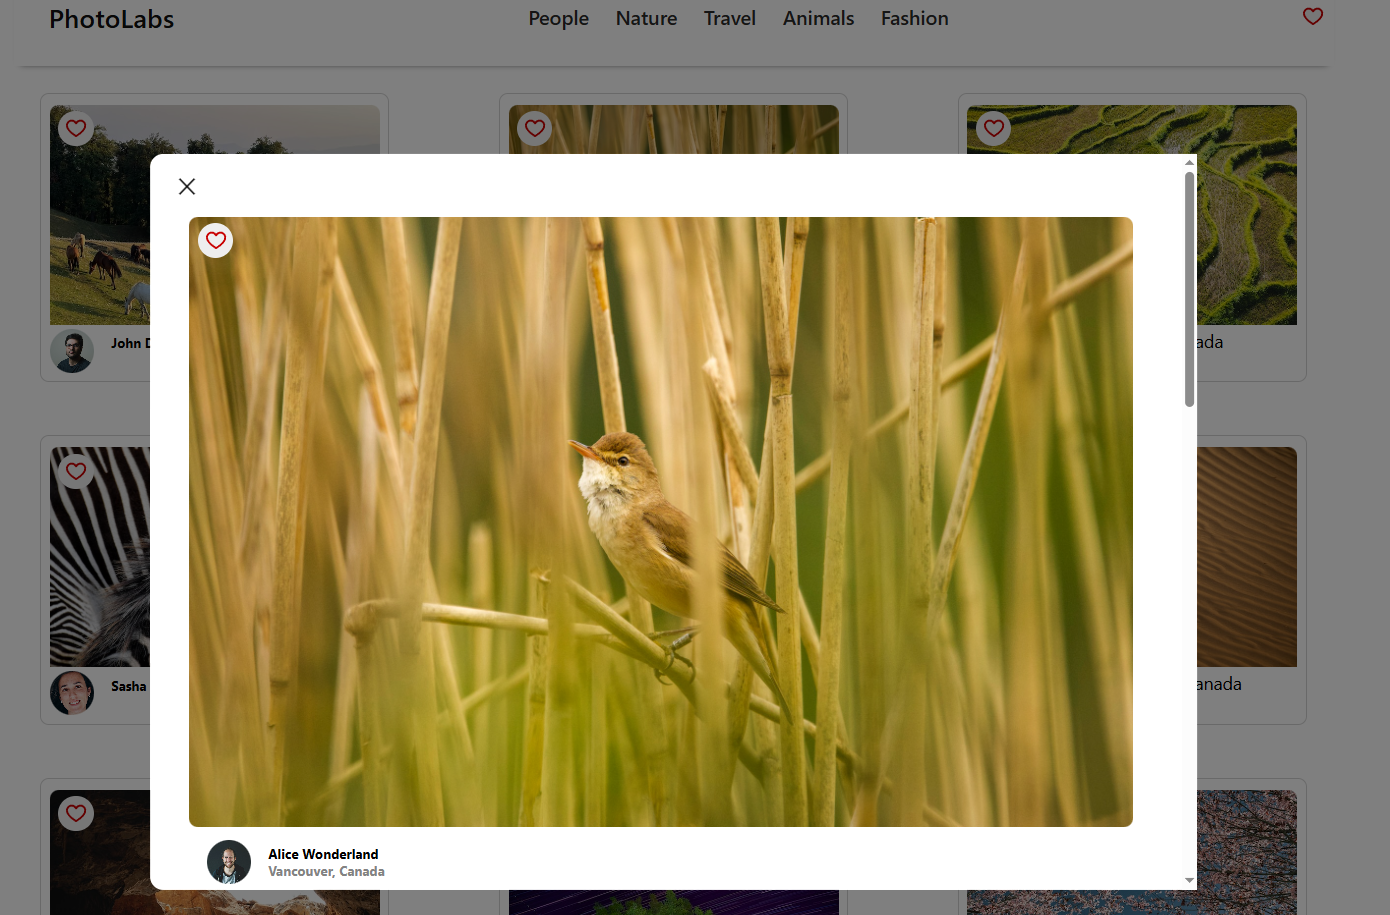 PhotoLabs
People Nature Travel Animals Fashion
John
ada
Sasha
anada
Alice Wonderland
Vancouver, Canada